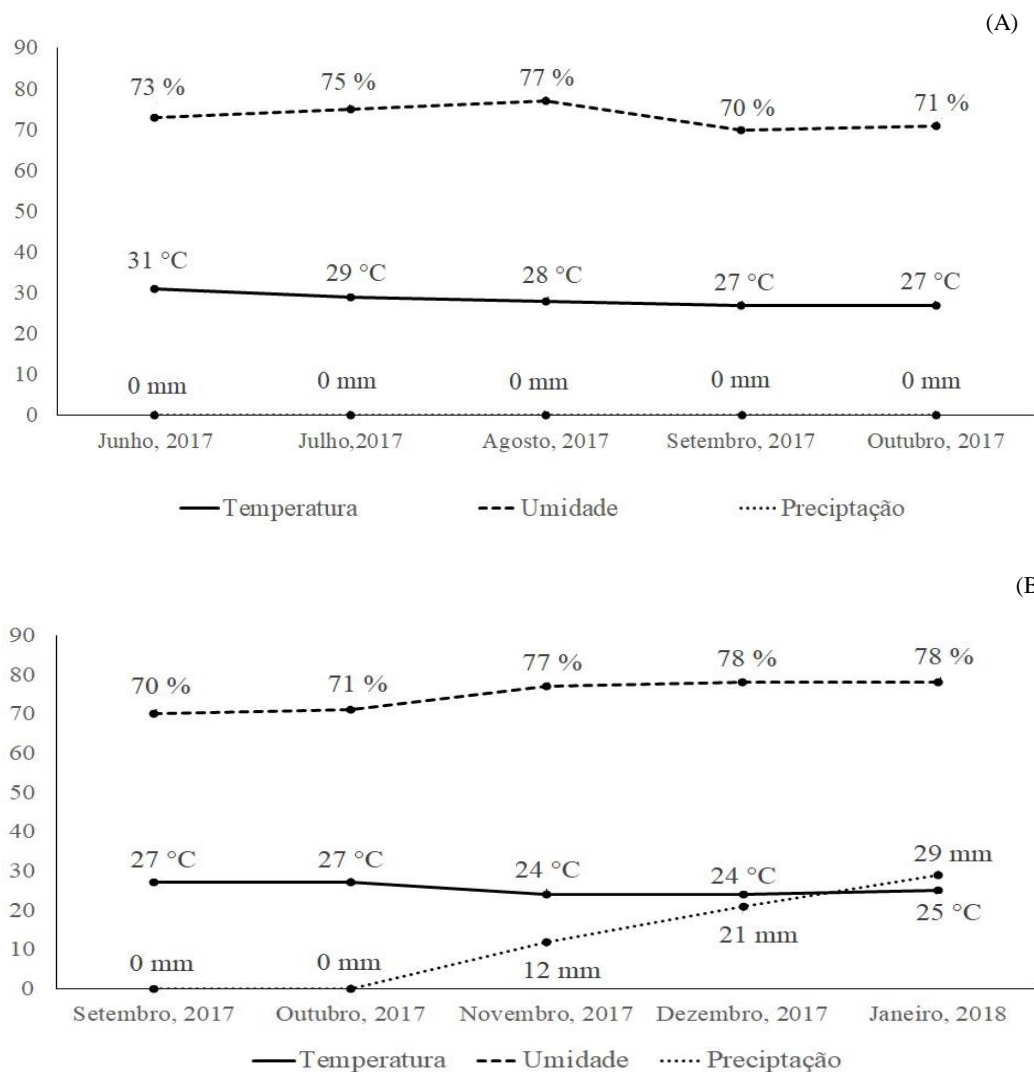 (A)
90
73 % 75 % 77 % 70 % 71 %
80
70
60
50
40
31 °C 29 °C 28 °C 27 °C 27 °C
30
20
10
0 mm 0 mm 0 mm 0 mm 0 mm
0
Junho, 2017 Julho,2017 Agosto, 2017 Setembro, 2017 Outubro, 2017
Temperatura Umidade Preciptação
(B
90
80
70 % 71 % 77 % 78 % 78 %
70
60
50
40
30
27 °C 27 °C 24 °C 24 °C 29 mm
20
25 °C
10
0 mm 0 mm 12 mm 21 mm
0
Setembro, 2017 Outubro, 2017 Novembro, 2017 Dezembro, 2017 Janeiro, 2018
Temperatura Umidade Preciptação